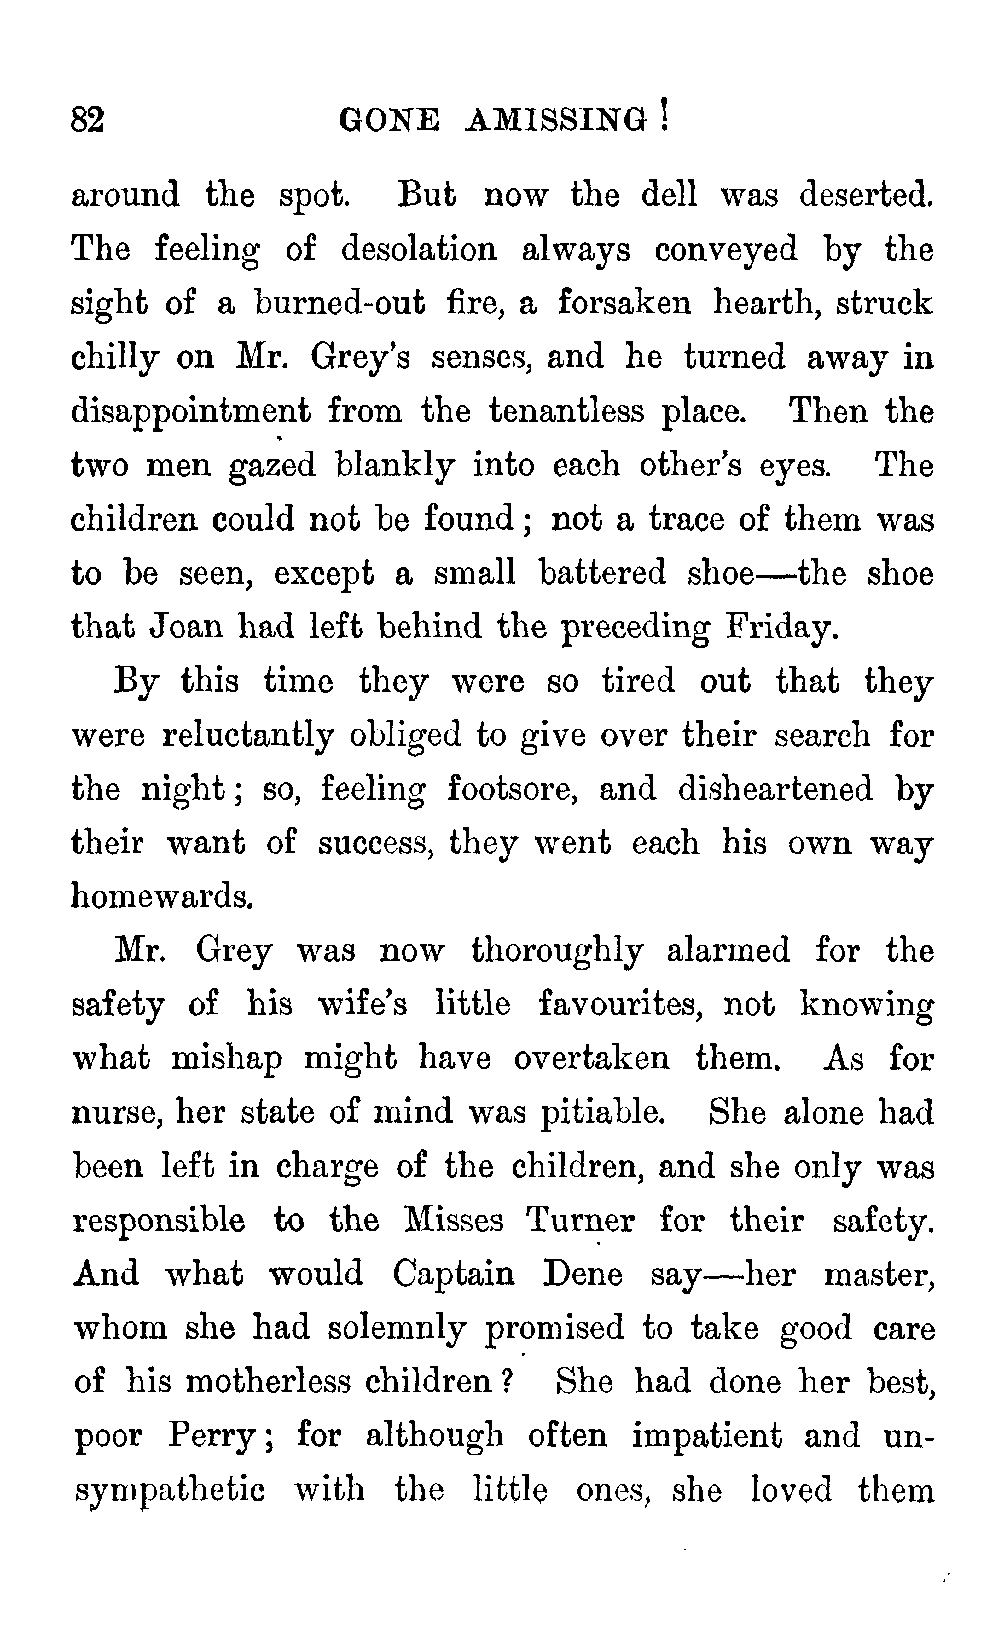 82 GONE AMISSING !
around the spot. But now the dell was deserted.
The feeling of desolation always conveyed by the
sight of a burned-out fire, a forsaken hearth, struck
chilly on Mr. Grey's senses, and he turned away in
disappointment from the tenantless place. Then the
two men gazed blankly into each other's eyes. The
children could not be found ; not a trace of them was
to be seen, except a small battered shoe—the shoe
that Joan had left behind the preceding Friday.
By this time they were so tired out that they
were reluctantly obliged to give over their search for
the night ; so, feeling footsore, and disheartened by
their want of success, they went each his own way
homewards.
Mr. Grey was now thoroughly alarmed for the
safety of his wife's little favourites, not knowing
what mishap might have overtaken them. As for
nurse, her state of mind was pitiable. She alone had
been left in charge of the children, and she only was
responsible to the Misses Turner for their safety.
And what would Captain Dene say—her master,
whom she had solemnly promised to take good care
of his motherless children ? She had done her best,
poor Perry ; for although often impatient and un-
sympathetic with the little ones, she loved them